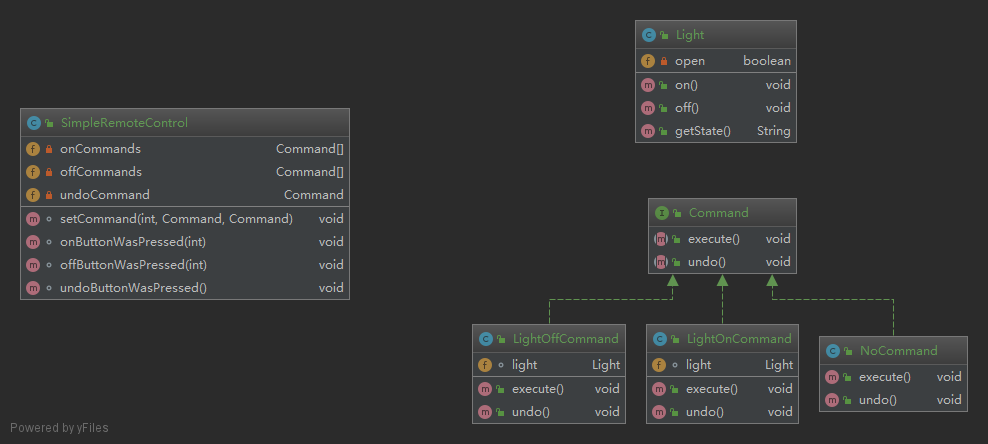 SimpleRemoteControl
onCommands Command[]
offCommands Command[]
undoCommand Command
setCommand(int, Command, Command) void
onButtonWasPressed(int) void
offButtonWasPressed(int) void
undoButtonWasPressed() void
Light
open boolean
on() void
off() void
getState() String
Command
execute() void
undo() void
LightOffCommand
light Light
execute() void
undo() void
LightOnCommand
light Light
execute() void
undo() void
NoCommand
execute() void
undo() void
Powered by yFiles